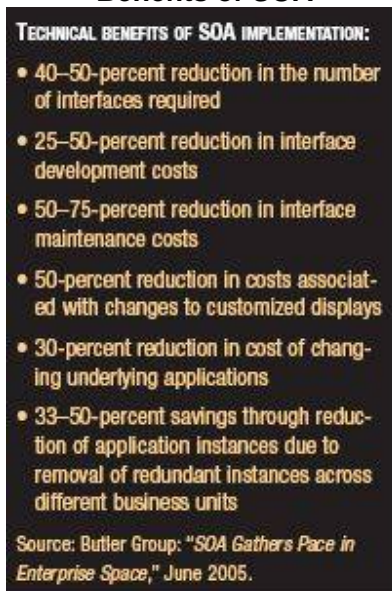 TECHNICAL BENEFITS OF SOA IMPLEMENTATION:
• 40–50-percent reduction in the number
of interfaces required
• 25–50-percent reduction in interface
development costs
• 50–75-percent reduction in interface
maintenance costs
• 50-percent reduction in costs associat-
ed with changes to customized displays
• 30-percent reduction in cost of chang-
ing underlying applications
• 33–50-percent savings through reduc-
tion of application instances due to
removal of redundant instances across
different business units
Source: Butler Group: "SOA Gathers Pace in
Enterprise Space," June 2005.